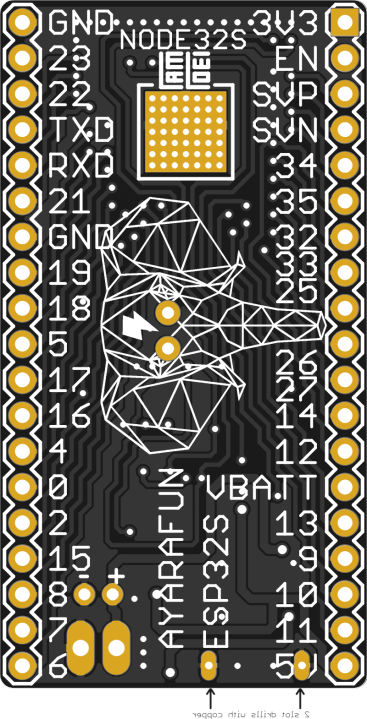 GND 3V3
NODE32S
23 EN
LAMLOEI
22 SVP
TXD SVN
RXD 34
21 35
GND 32
19 33
18 25
5
26
17 27
16 14
4 12
0 VBATT
2 13
15 9
- +
8 10
7 11
6 5V
AYARAFUN
ESP32S
2 slot drills with copper